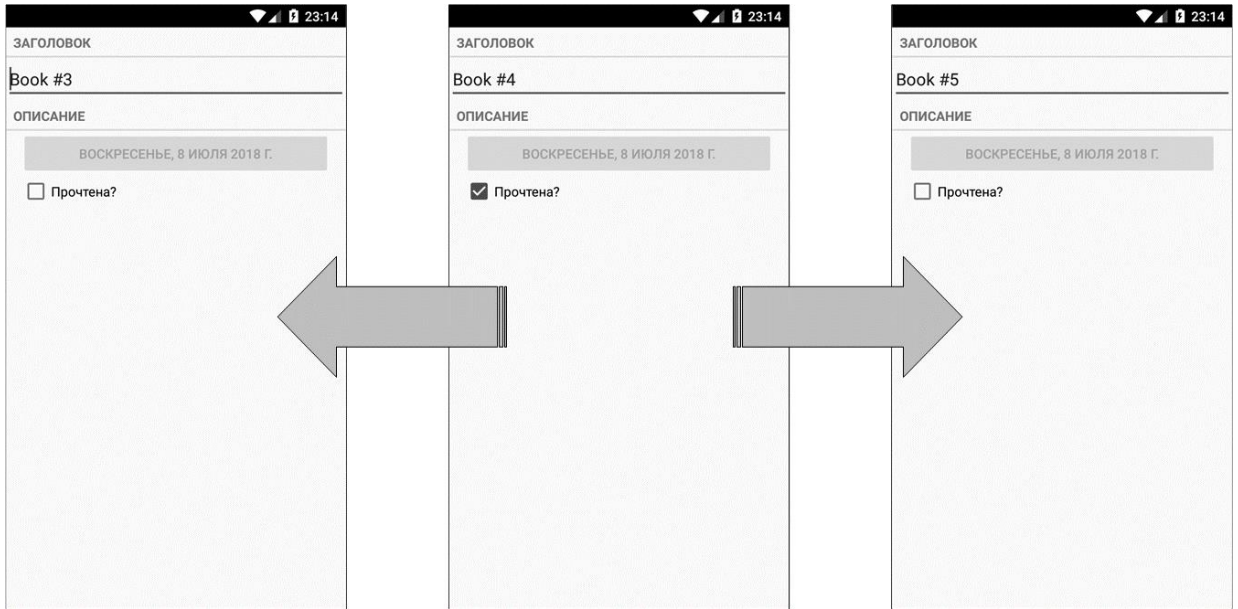 23:14
ЗАГОЛОВОК
Book #3
ОПИСАНИЕ
ВОСКРЕСЕНЬЕ, 8 ИЮЛЯ 2018 Г.
Прочтена?
23:14
ЗАГОЛОВОК
Book #4
ОПИСАНИЕ
ВОСКРЕСЕНЬЕ, 8 ИЮЛЯ 2018 Г.
Прочтена?
23:14
ЗАГОЛОВОК
Book #5
ОПИСАНИЕ
ВОСКРЕСЕНЬЕ, 8 ИЮЛЯ 2018 Г.
Прочтена?